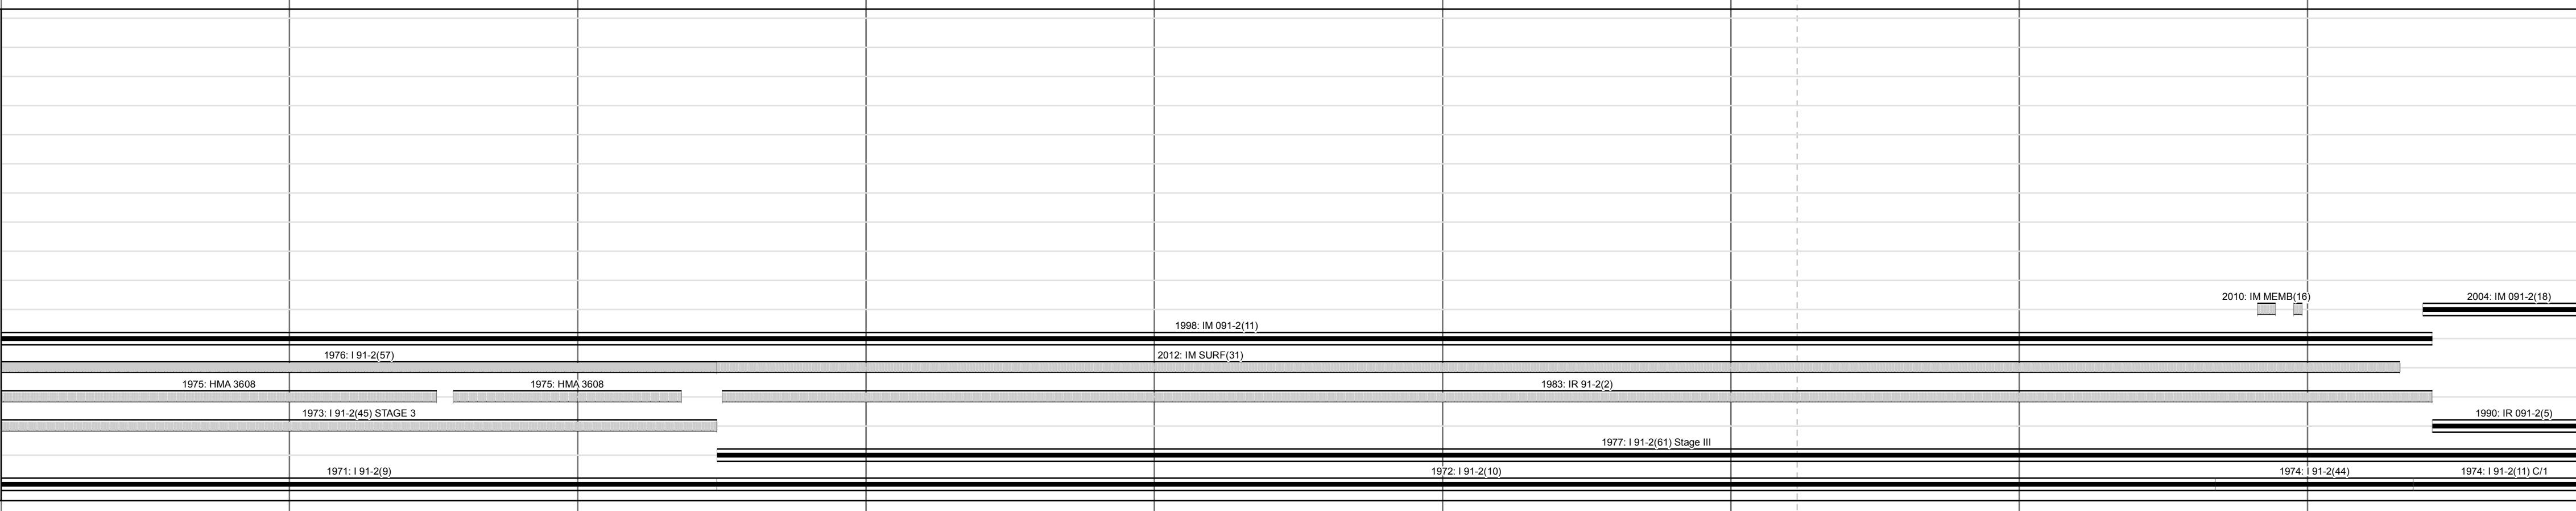 2010: IM MEMB(16)
2004: IM 091-2(18)
1998: IM 091-2(11)
1976: I 91-2(57)
2012: IM SURF(31)
1975: HMA 3608
1975: HMA 3608
1983: IR 91-2(2)
1973: I 91-2(45) STAGE 3
1990: IR 091-2(5)
1977: I 91-2(61) Stage III
1971: I 91-2(9)
1972: I 91-2(10)
1974: I 91-2(44)
1974: I 91-2(11) C/1